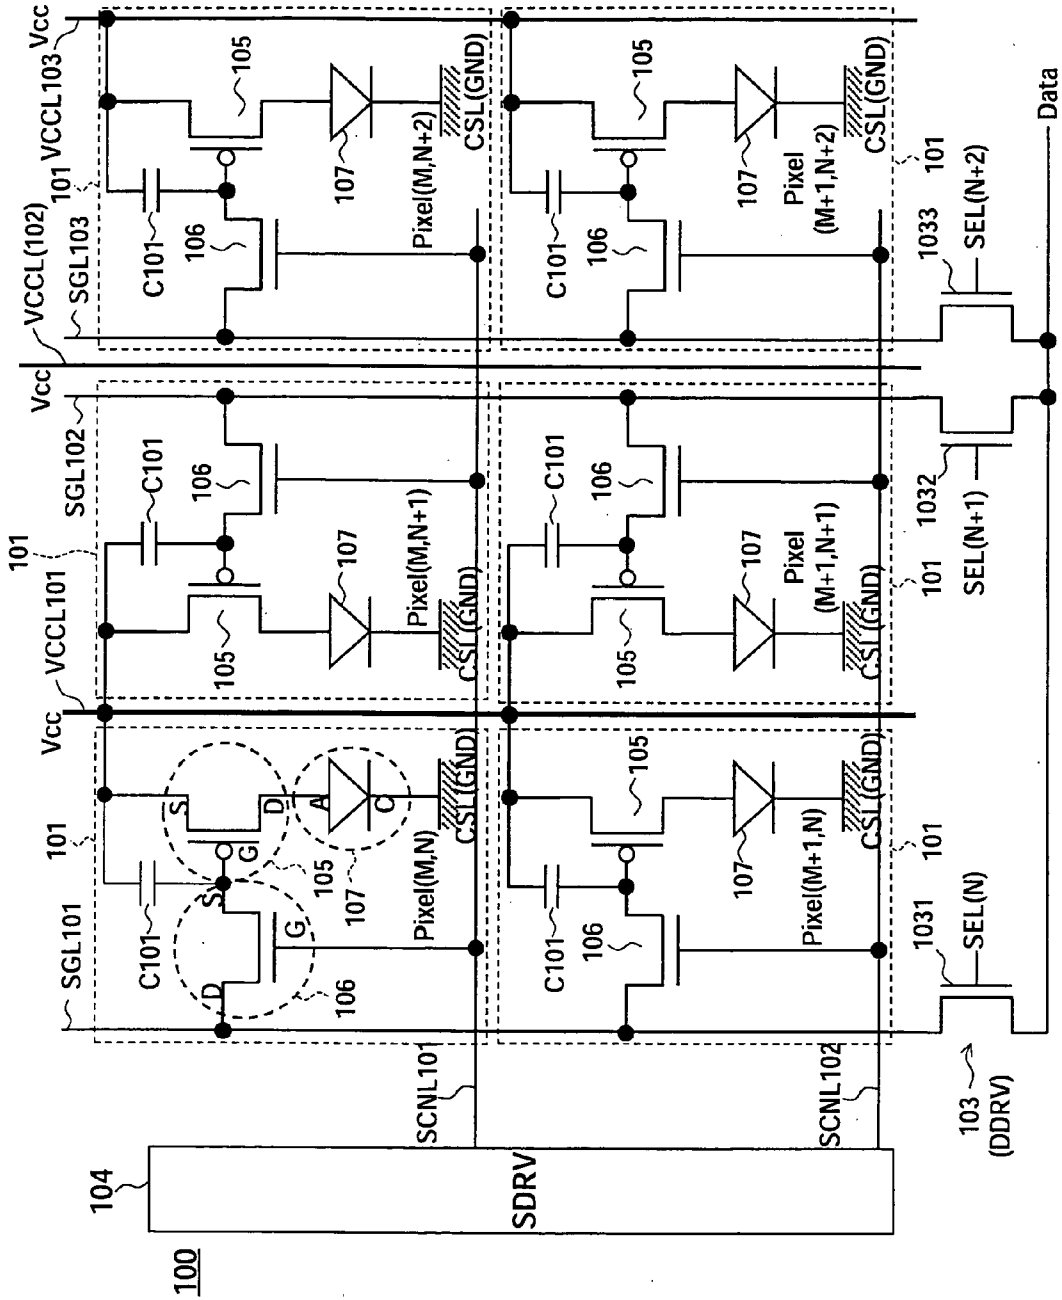 100
104
SDRV
SCNL101
SCNL102
103
(DDRV)
SGL101
101
Vcc
VCCL101
101
SGL102
Vcc
VCCL(102)
SGL103
101
VCCL103
Vcc
C101
D
S
G
106
S
G
D
105
A
C
107
Pixel(M,N)
CSL(GND)
105
107
C101
106
Pixel(M,N+1)
CSL(GND)
C101
106
105
107
Pixel(M,N+2)
CSL(GND)
C101
106
105
107
Pixel(M+1,N)
CSL(GND)
101
C101
106
105
107
Pixel
(M+1,N+1)
CSL(GND)
101
C101
106
105
107
Pixel
(M+1,N+2)
CSL(GND)
101
1031
SEL(N)
1032
SEL(N+1)
1033
SEL(N+2)
Data